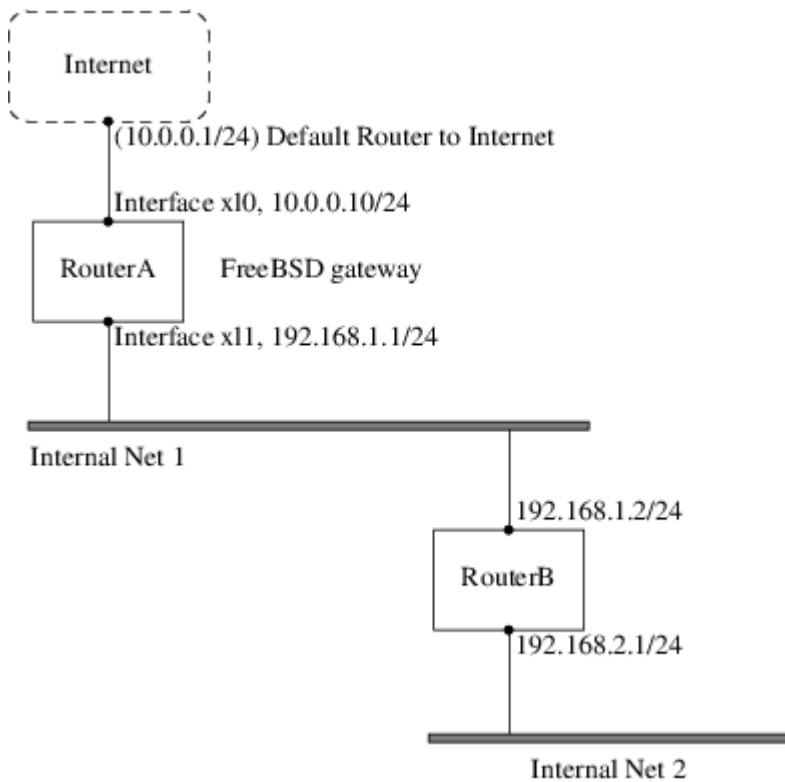 Internet
(10.0.0.1/24) Default Router to Internet
Interface xl0, 10.0.0.10/24
RouterA
FreeBSD gateway
Interface xl1, 192.168.1.1/24
Internal Net 1
192.168.1.2/24
RouterB
192.168.2.1/24
Internal Net 2